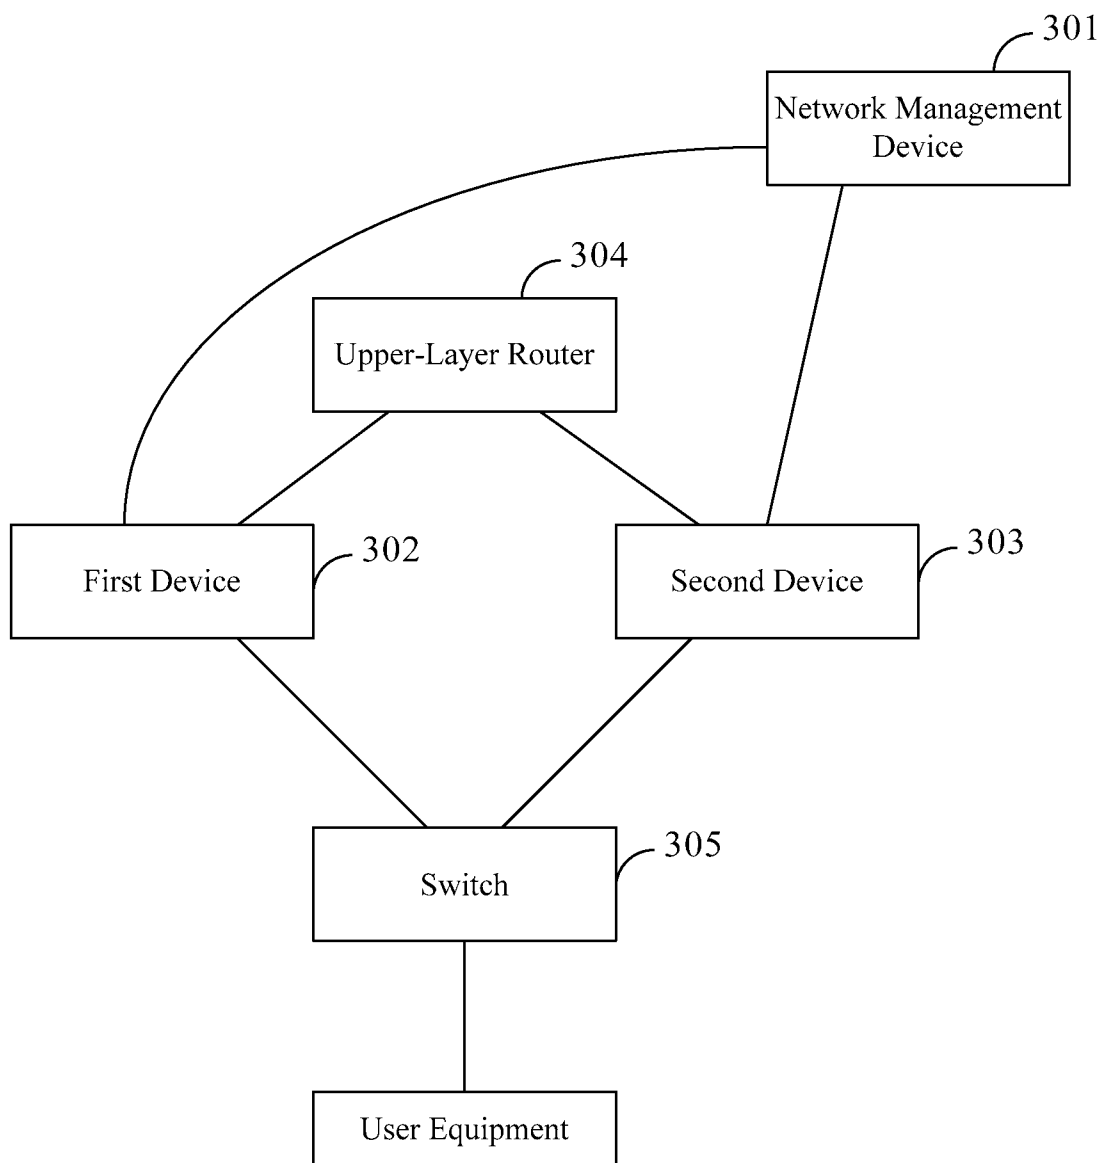 301
Network Management
Device
304
Upper-Layer Router
302
First Device
303
Second Device
305
Switch
User Equipment